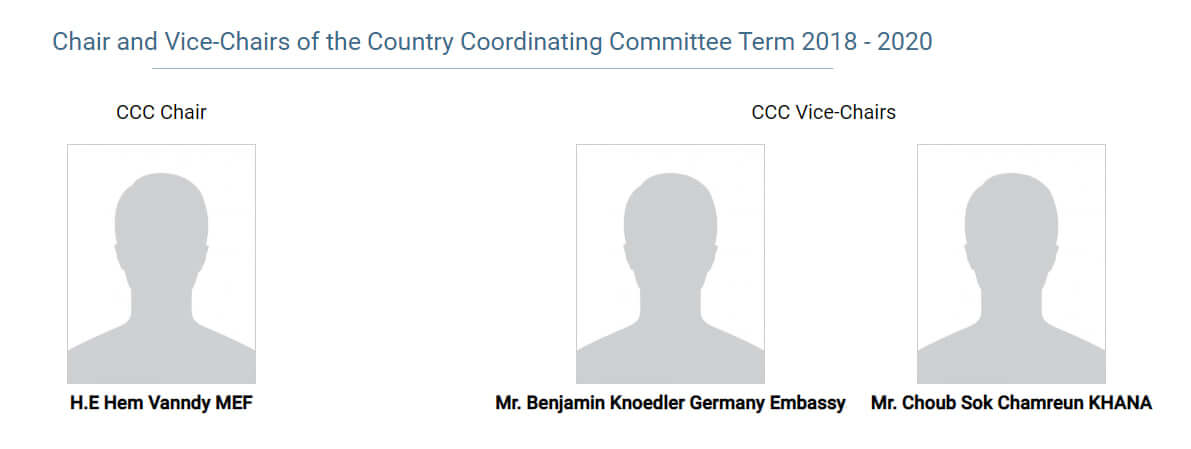 Chair and Vice-Chairs of the Country Coordinating Committee Term 2018 - 2020
CCC Chair
CCC Vice-Chairs
H.E Hem Vanndy MEF
Mr. Benjamin Knoedler Germany Embassy
Mr. Choub Sok Chamreun KHANA